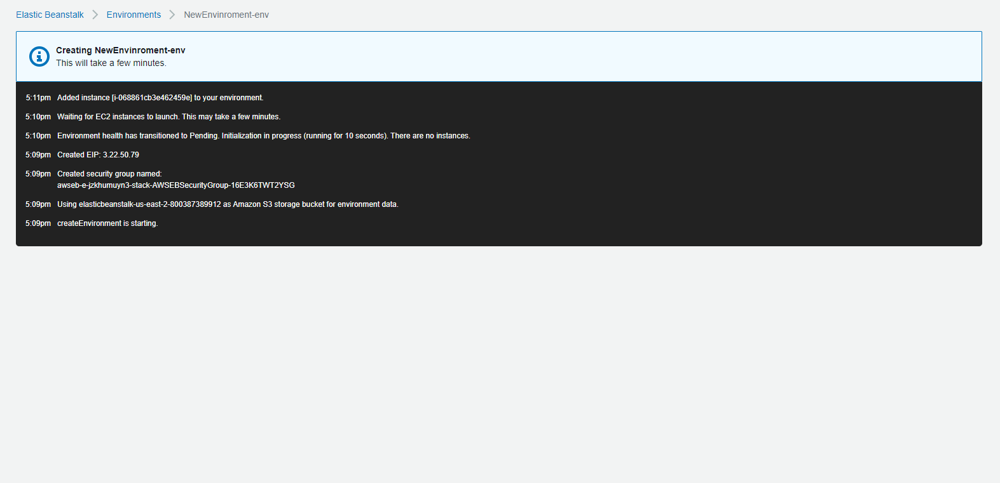 Elastic Beanstalk > Environments > NewEnvinroment-env
Creating NewEnvinroment-env
This will take a few minutes.
5:11pm Added instance [i-068861cb3e462459e] to your environment.
5:10pm Waiting for EC2 instances to launch. This may take a few minutes.
5:10pm Environment health has transitioned to Pending. Initialization in progress (running for 10 seconds). There are no instances.
5:09pm Created EIP: 3.22.50.79
5:09pm Created security group named:
awseb-e-jzkhumuyn3-stack-AWSEBSecurityGroup-16E3K6TWT2YSG
5:09pm Using elasticbeanstalk-us-east-2-800387389912 as Amazon S3 storage bucket for environment data.
5:09pm createEnvironment is starting.